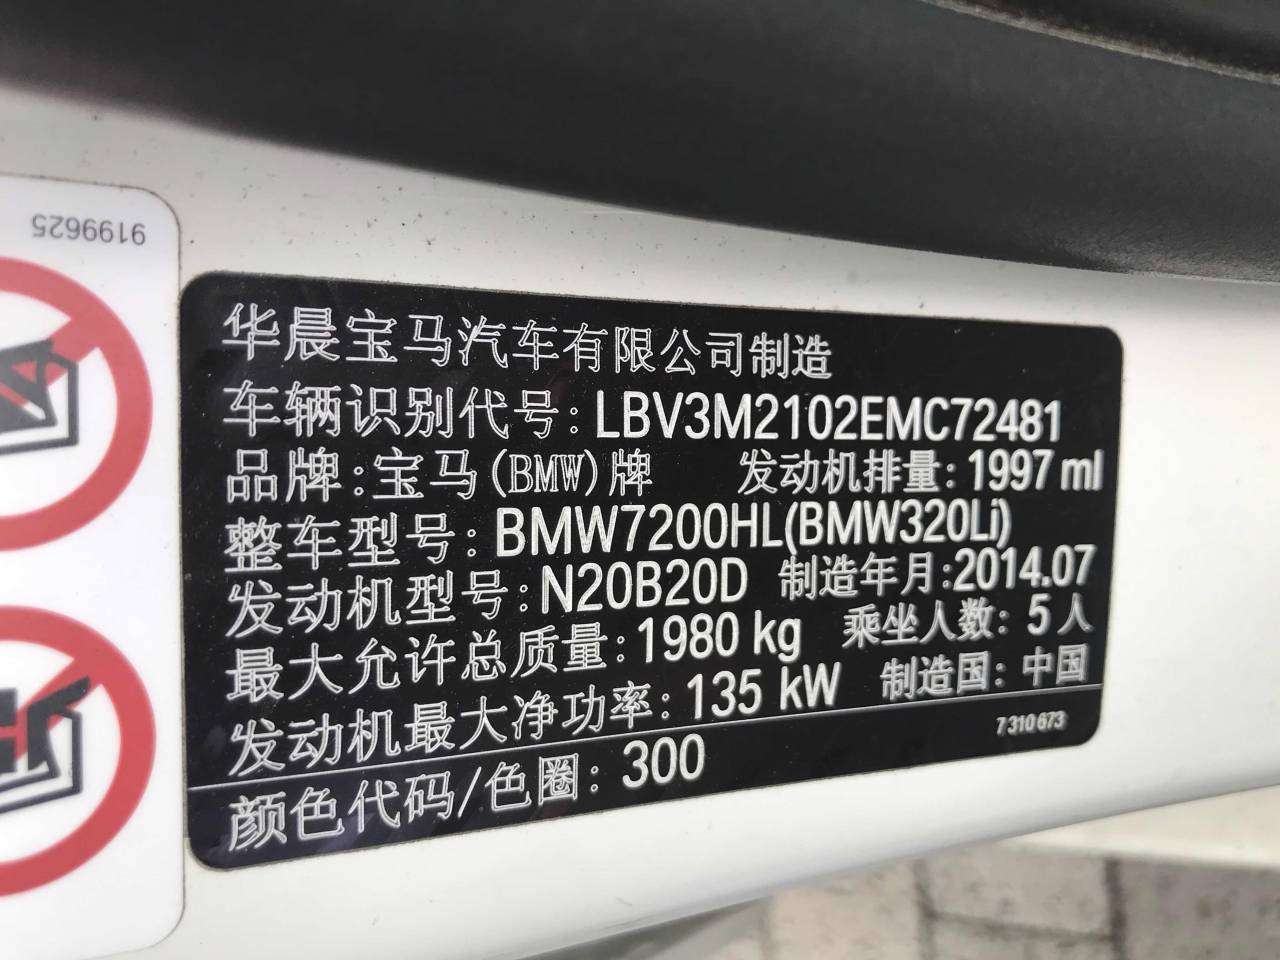 9199625
华晨宝马汽车有限公司制造
车辆识别代号: LBV3M2102EMC72481
品牌:宝马(BMW)牌 发动机排量: 1997 ml
整车型号: BMW7200HL(BMW320Li)
发动机型号: N20B20D 制造年月:2014.07
最大允许总质量: 1980 kg 乘坐人数: 5人
发动机最大净功率: 135 kW 制造国: 中国
颜色代码/色圈: 300 7310673